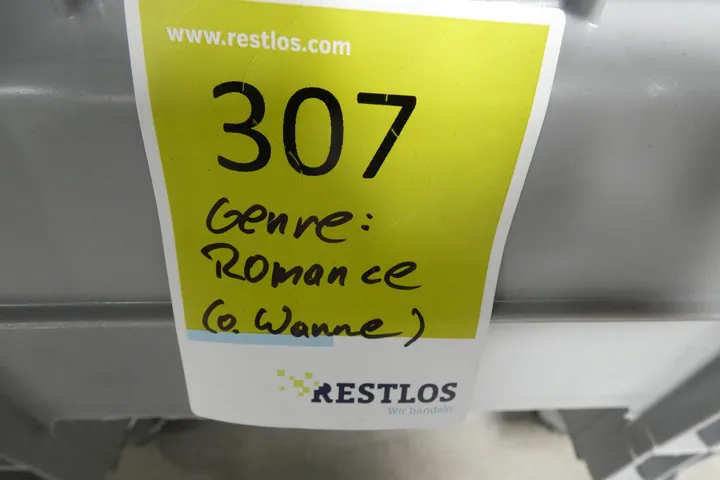 www.restlos.com
307
Genre:
Romance
(o. Wanne)
RESTLOS
Wir handeln